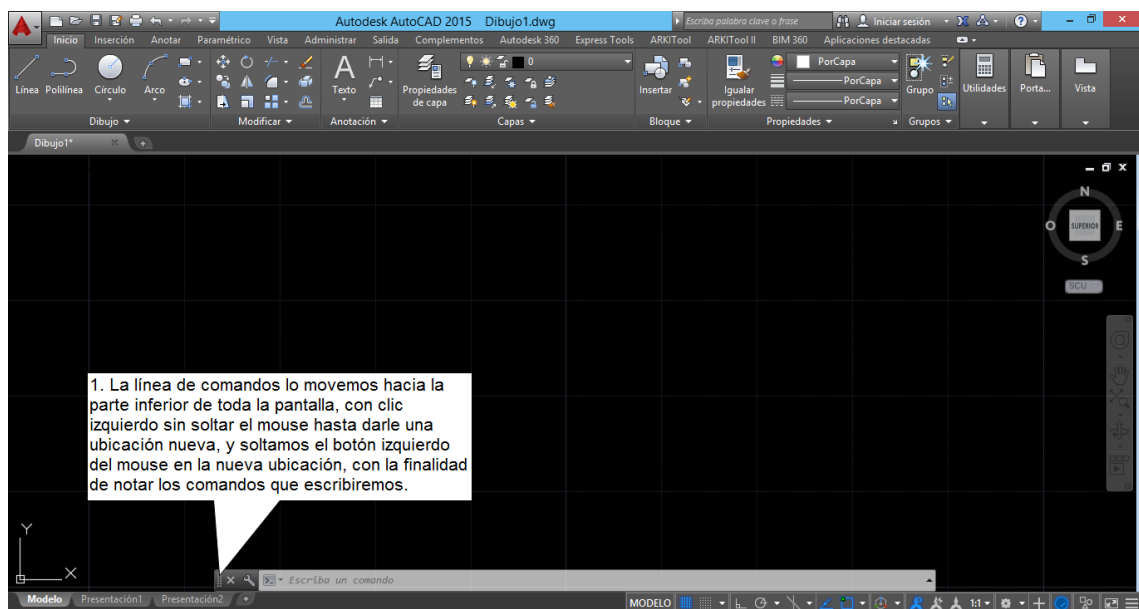 Autodesk AutoCAD 2015 Dibujo1.dwg
Escriba palabra clave o frase
Iniciar sesión
Inicio Inserción Anotar Paramétrico Vista Administrar Salida Complementos Autodesk 360 Express Tools ARKITool ARKITool II BIM 360 Aplicaciones destacadas
Línea Polilínea Círculo Arco
Texto
Propiedades de capa
0
Insertar
Igualar propiedades
PorCapa
PorCapa
PorCapa
Grupo
Utilidades
Porta...
Vista
Dibujo Modificar Anotación Capas Bloque Propiedades Grupos
Dibujo1*
N
O SUPERIOR E
S
SCU
1. La línea de comandos lo movemos hacia la
parte inferior de toda la pantalla, con clic
izquierdo sin soltar el mouse hasta darle una
ubicación nueva, y soltamos el botón izquierdo
del mouse en la nueva ubicación, con la finalidad
de notar los comandos que escribiremos.
Y
X
Escriba un comando
Modelo Presentación1 Presentación2
MODELO 1:1